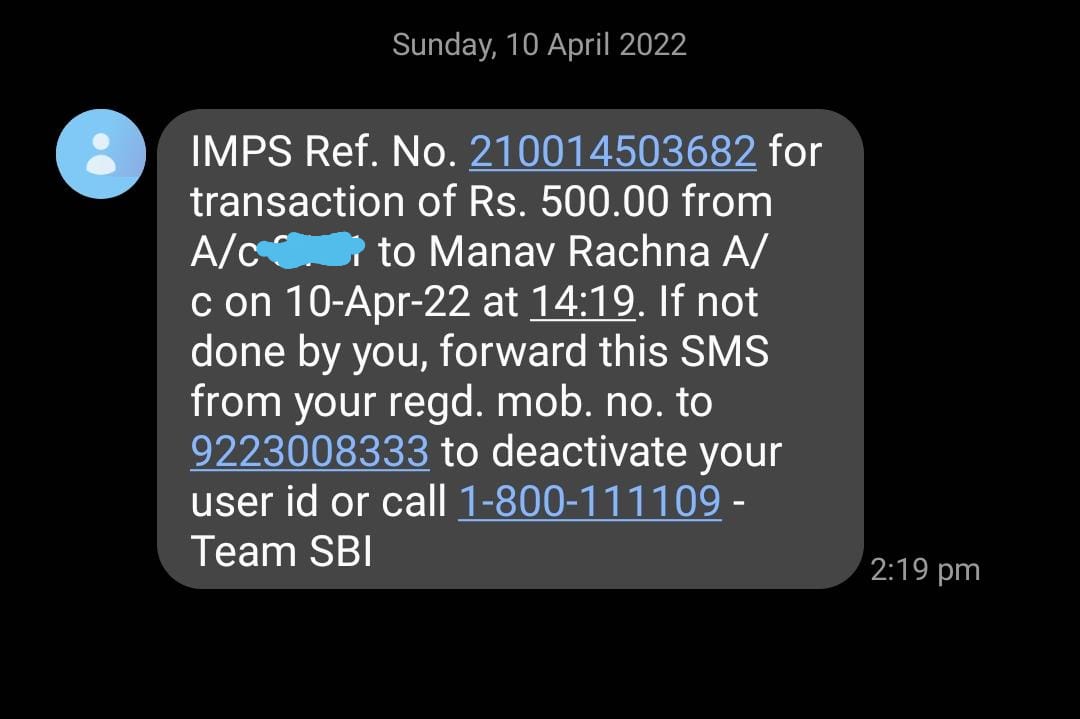 Sunday, 10 April 2022
IMPS Ref. No. 210014503682 for
transaction of Rs. 500.00 from
A/c to Manav Rachna A/
c on 10-Apr-22 at 14:19. If not
done by you, forward this SMS
from your regd. mob. no. to
9223008333 to deactivate your
user id or call 1-800-111109 -
Team SBI
2:19 pm